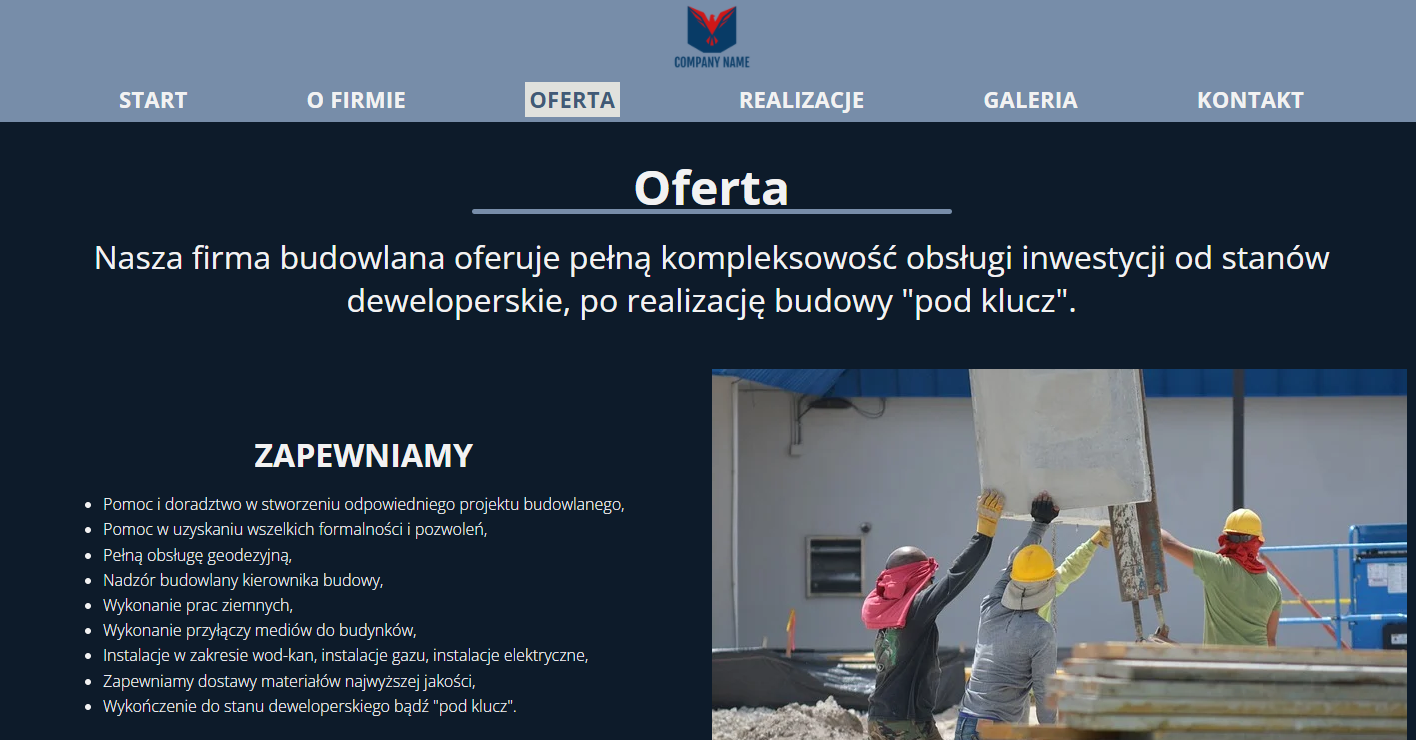 COMPANY NAME
START O FIRMIE OFERTA REALIZACJE GALERIA KONTAKT
Oferta
Nasza firma budowlana oferuje pełną kompleksowość obsługi inwestycji od stanów
deweloperskie, po realizację budowy "pod klucz".
ZAPEWNIAMY
• Pomoc i doradztwo w stworzeniu odpowiedniego projektu budowlanego,
• Pomoc w uzyskaniu wszelkich formalności i pozwoleń,
• Pełną obsługę geodezyjną,
• Nadzór budowlany kierownika budowy,
• Wykonanie prac ziemnych,
• Wykonanie przyłączy mediów do budynków,
• Instalacje w zakresie wod-kan, instalacje gazu, instalacje elektryczne,
• Zapewniamy dostawy materiałów najwyższej jakości,
• Wykończenie do stanu deweloperskiego bądź "pod klucz".